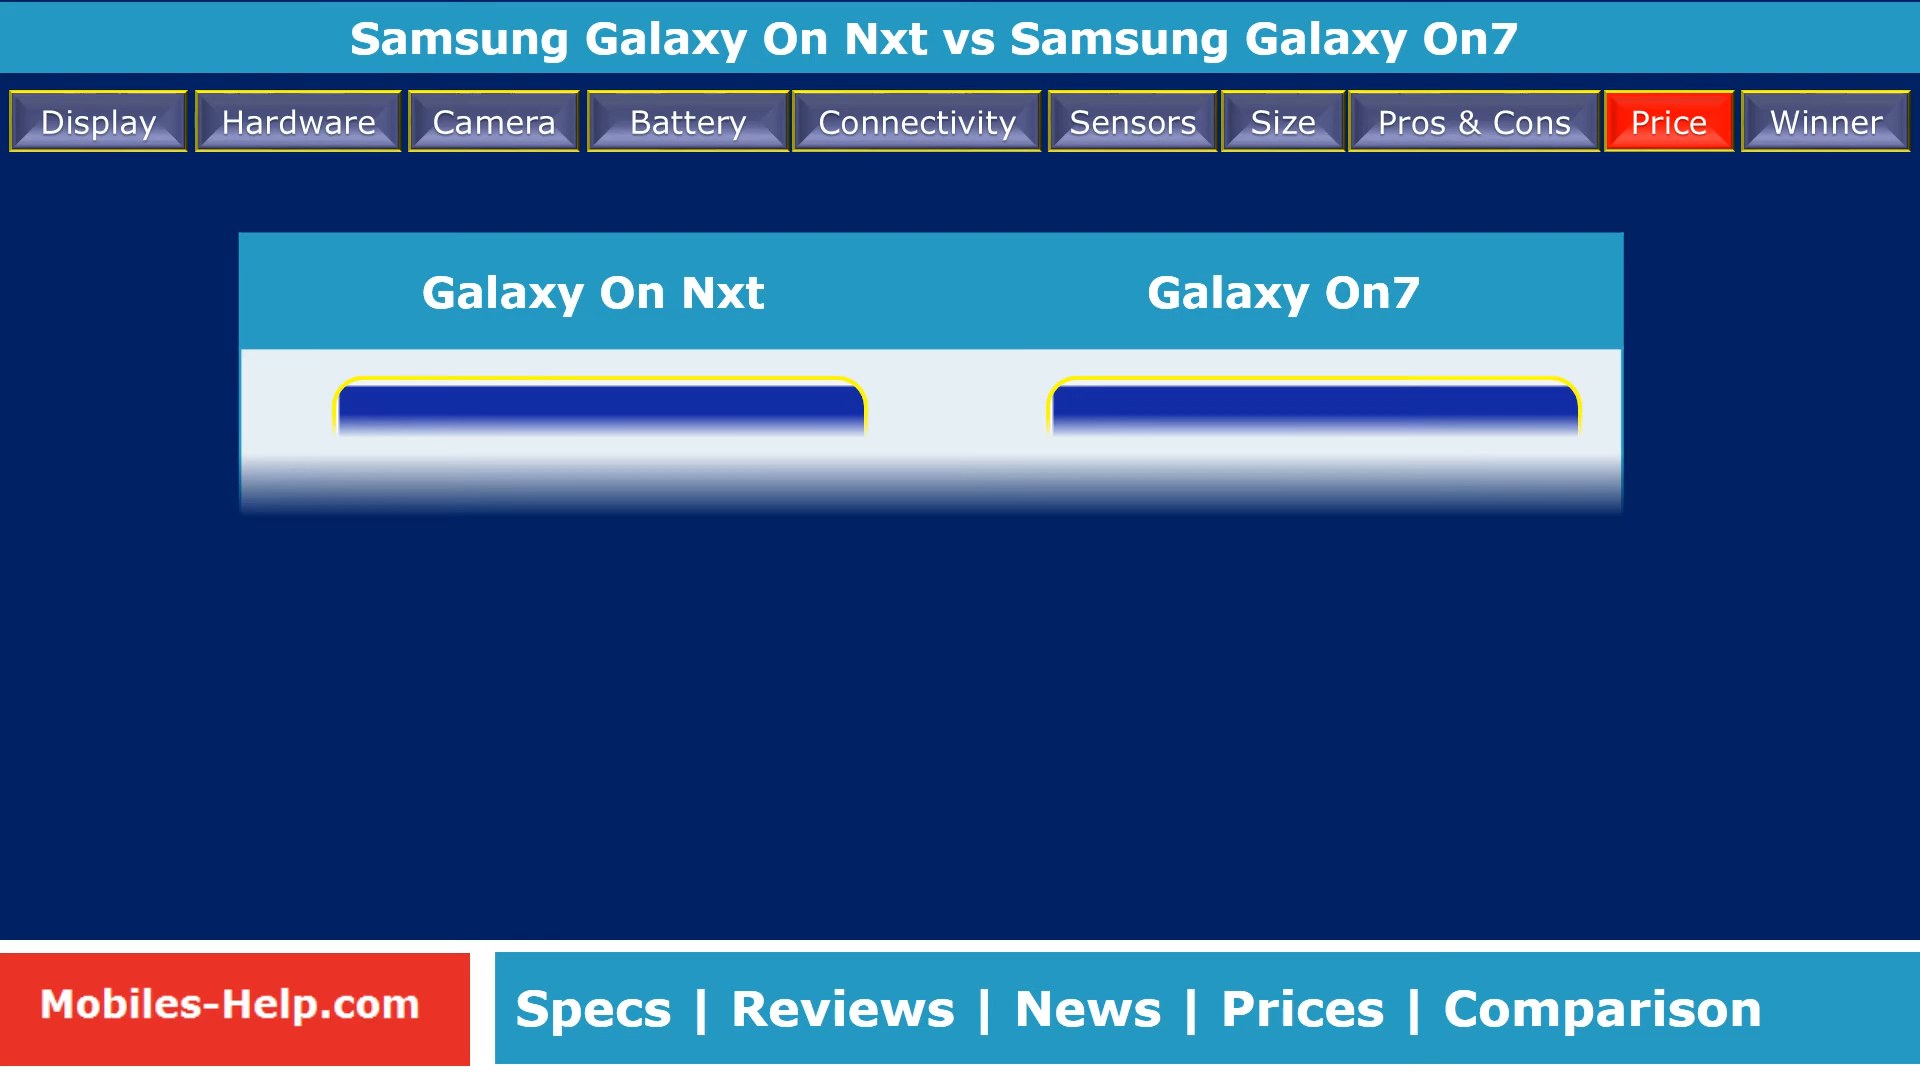 Samsung Galaxy On Nxt vs Samsung Galaxy On7
Display Hardware Camera Battery Connectivity Sensors Size Pros & Cons Price Winner
Galaxy On Nxt Galaxy On7
Mobiles-Help.com
Specs | Reviews | News | Prices | Comparison